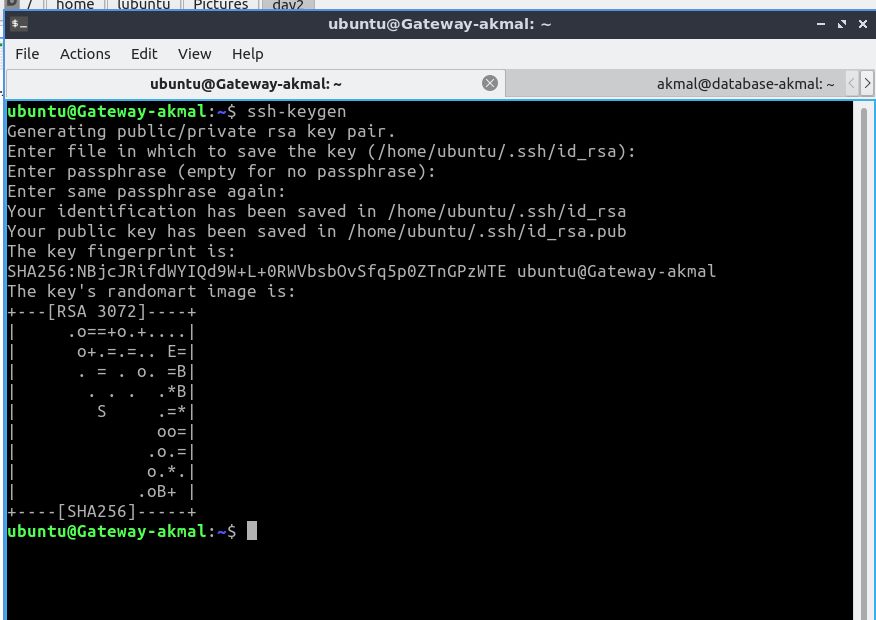 / home lubuntu Pictures day2
ubuntu@Gateway-akmal: ~
File Actions Edit View Help
ubuntu@Gateway-akmal: ~ akmal@database-akmal: ~
ubuntu@Gateway-akmal:~$ ssh-keygen
Generating public/private rsa key pair.
Enter file in which to save the key (/home/ubuntu/.ssh/id_rsa):
Enter passphrase (empty for no passphrase):
Enter same passphrase again:
Your identification has been saved in /home/ubuntu/.ssh/id_rsa
Your public key has been saved in /home/ubuntu/.ssh/id_rsa.pub
The key fingerprint is:
SHA256:NBjcJRifdWYIQd9W+L+0RWVbsbOvSfq5p0ZTnGPzWTE ubuntu@Gateway-akmal
The key's randomart image is:
+---[RSA 3072]----+
|     .o==+o.+....|
|      o+.=.=.. E=|
|      . = . o. =B|
|       . . .  .*B|
|        S     .=*|
|              oo=|
|             .o.=|
|             o.*.|
|            .oB+ |
+----[SHA256]-----+
ubuntu@Gateway-akmal:~$